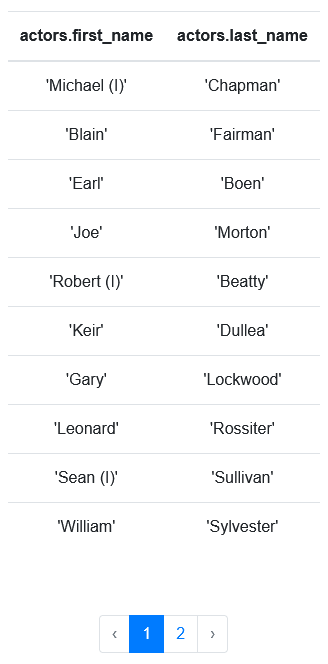 actors.first_name actors.last_name
'Michael (I)' 'Chapman'
'Blain' 'Fairman'
'Earl' 'Boen'
'Joe' 'Morton'
'Robert (I)' 'Beatty'
'Keir' 'Dullea'
'Gary' 'Lockwood'
'Leonard' 'Rossiter'
'Sean (I)' 'Sullivan'
'William' 'Sylvester'
‹ 1 2 ›